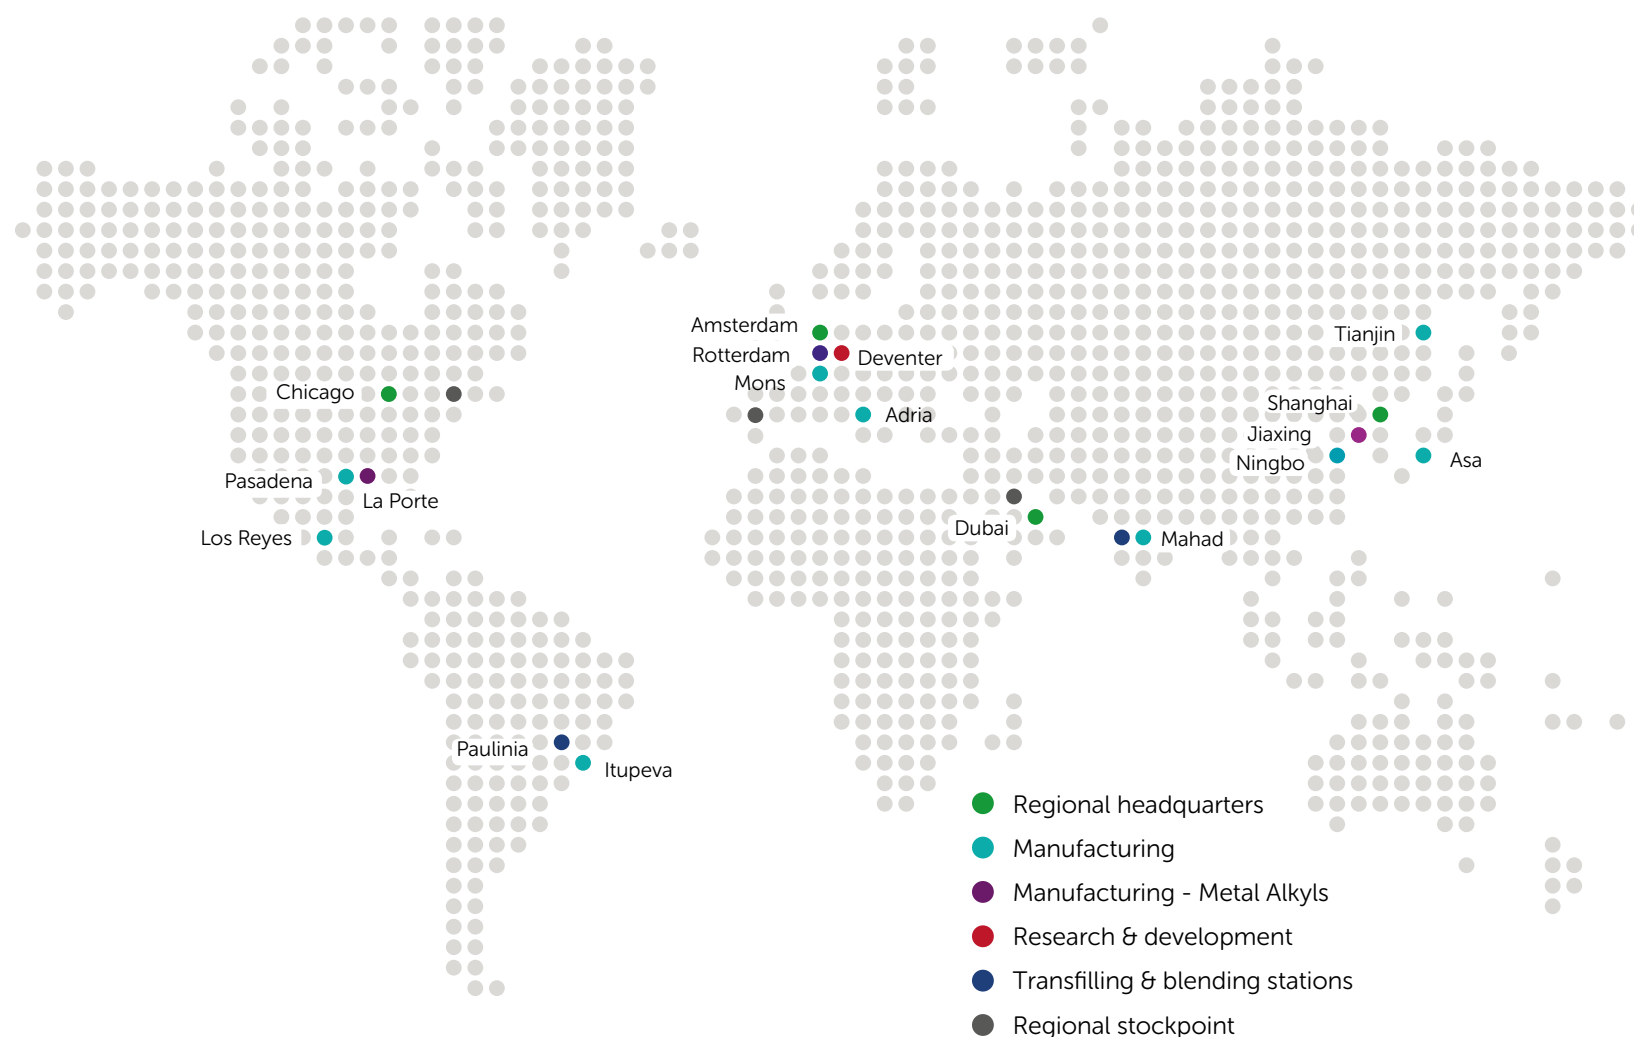 Amsterdam
Rotterdam
Deventer
Mons
Adria
Tianjin
Chicago
Shanghai
Jiaxing
Ningbo
Asa
Pasadena
La Porte
Los Reyes
Dubai
Mahad
Paulinia
Itupeva
Regional headquarters
Manufacturing
Manufacturing - Metal Alkyls
Research & development
Transfilling & blending stations
Regional stockpoint